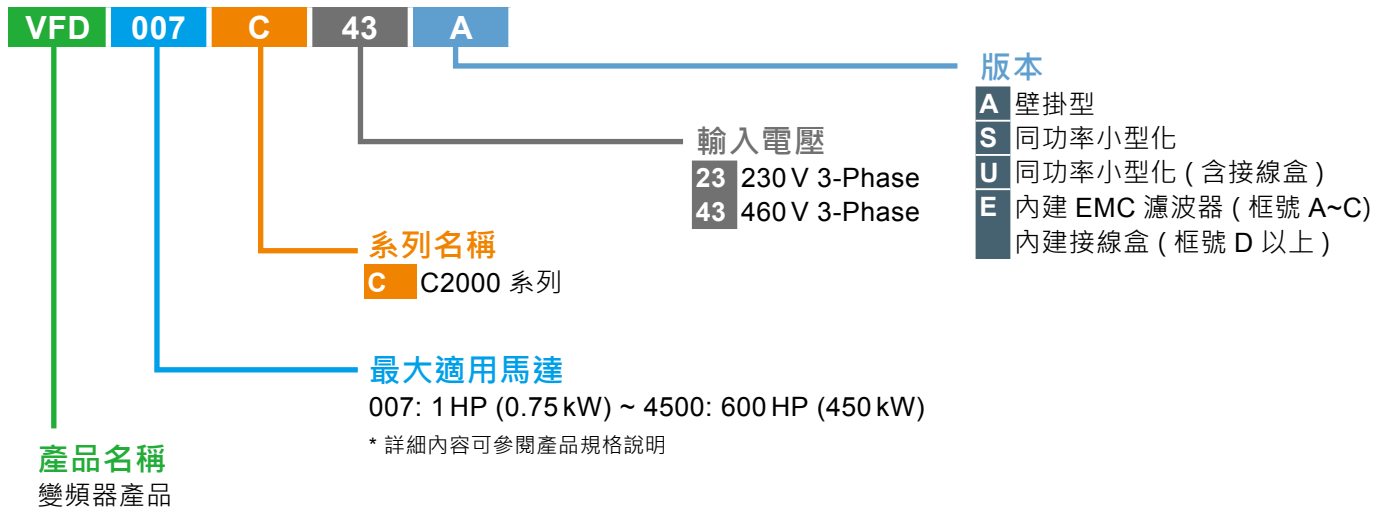 VFD 007 C 43 A
版本
A 壁掛型
S 同功率小型化
U 同功率小型化 ( 含接線盒 )
E 內建 EMC 濾波器 ( 框號 A~C)
內建接線盒 ( 框號 D 以上 )
輸入電壓
23 230 V 3-Phase
43 460 V 3-Phase
系列名稱
C C2000 系列
最大適用馬達
007: 1 HP (0.75 kW) ~ 4500: 600 HP (450 kW)
* 詳細內容可參閱產品規格說明
產品名稱
變頻器產品